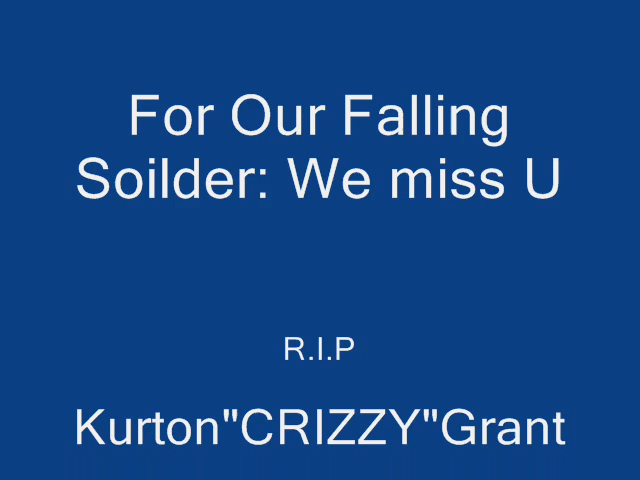 For Our Falling
Soilder: We miss U
R.I.P
Kurton"CRIZZY"Grant